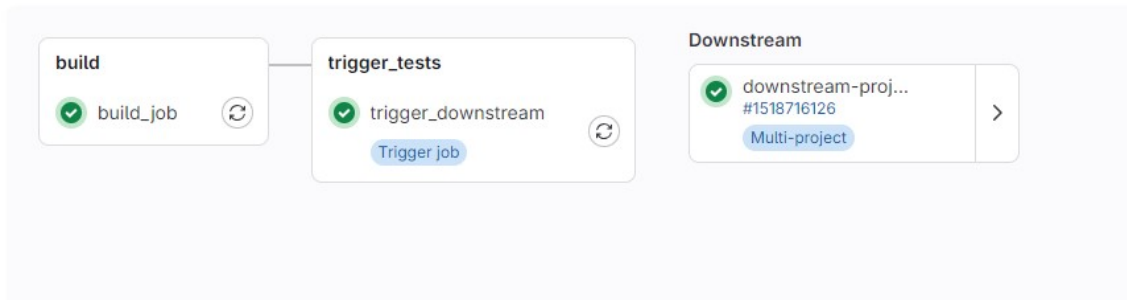 build
build_job
trigger_tests
trigger_downstream
Trigger job
Downstream
downstream-proj...
#1518716126
Multi-project